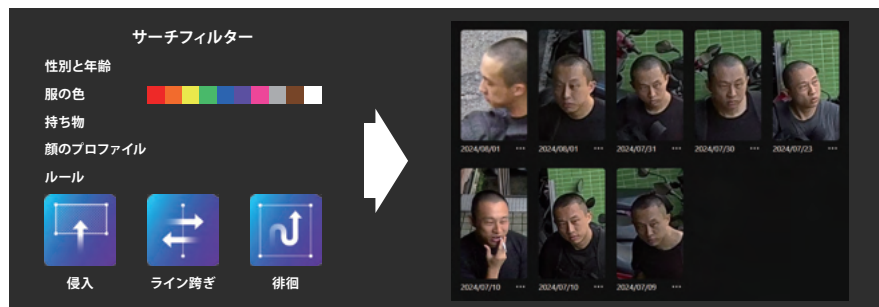 サーチフィルター
性別と年齢
服の色
持ち物
顔のプロファイル
ルール
侵入
ライン跨ぎ
徘徊
2024/08/01 ···
2024/08/01 ···
2024/07/31 ···
2024/07/30 ···
2024/07/23 ···
2024/07/10 ···
2024/07/10 ···
2024/07/09 ···